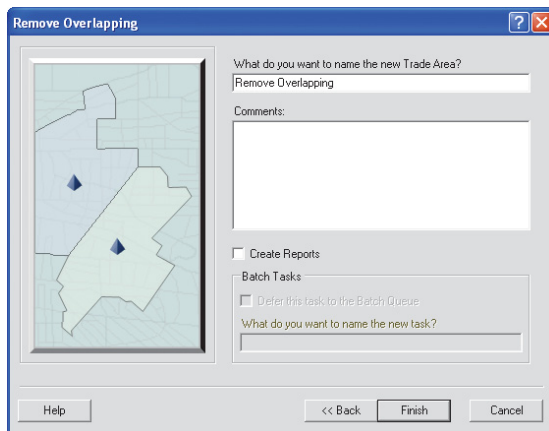 Remove Overlapping
What do you want to name the new Trade Area?
Remove Overlapping
Comments:
Create Reports
Batch Tasks
Defer this task to the Batch Queue
What do you want to name the new task?
Help
<< Back
Finish
Cancel